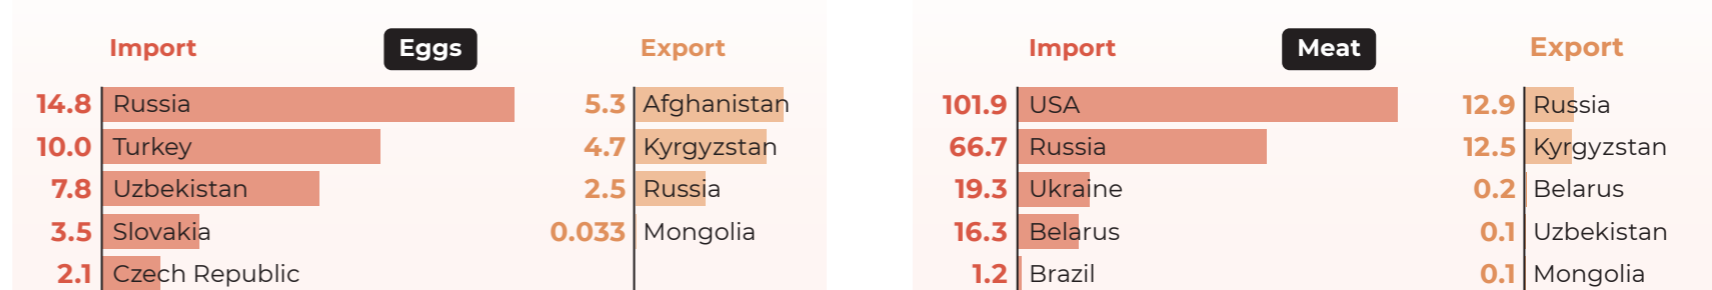 Import Eggs Export
14.8 Russia 5.3 Afghanistan
10.0 Turkey 4.7 Kyrgyzstan
7.8 Uzbekistan 2.5 Russia
3.5 Slovakia 0.033 Mongolia
2.1 Czech Republic
Import Meat Export
101.9 USA 12.9 Russia
66.7 Russia 12.5 Kyrgyzstan
19.3 Ukraine 0.2 Belarus
16.3 Belarus 0.1 Uzbekistan
1.2 Brazil 0.1 Mongolia